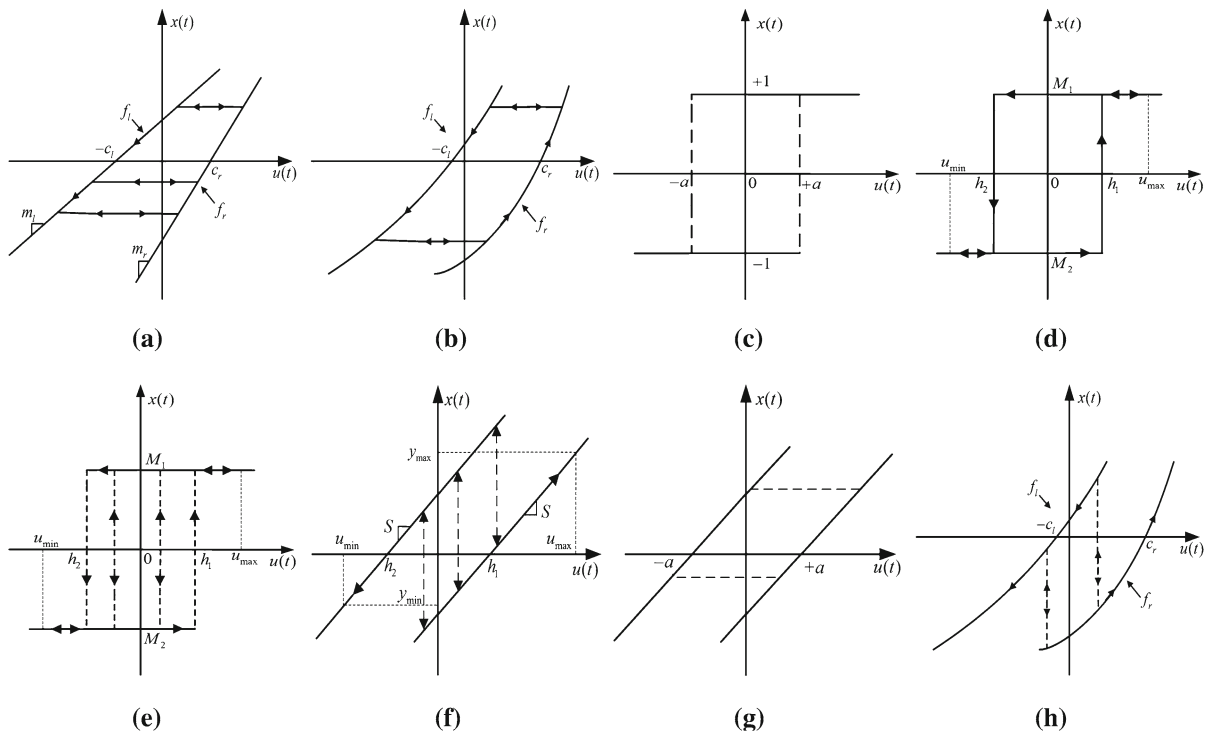 x(t) x(t) x(t) x(t)
f_l f_l +1 M_1
−c_l c_r u(t) −c_l c_r u(t) −a 0 +a u(t) u_min h_2 0 h_1 u_max u(t)
f_r f_r
m_l m_r −1 M_2
(a) (b) (c) (d)
x(t) x(t) x(t) x(t)
M_1 y_max f_l
S S −c_l
u_min h_2 0 h_1 u_max u(t) u_min h_2 h_1 u_max u(t) −a +a u(t) c_r u(t)
y_min f_r
M_2
(e) (f) (g) (h)